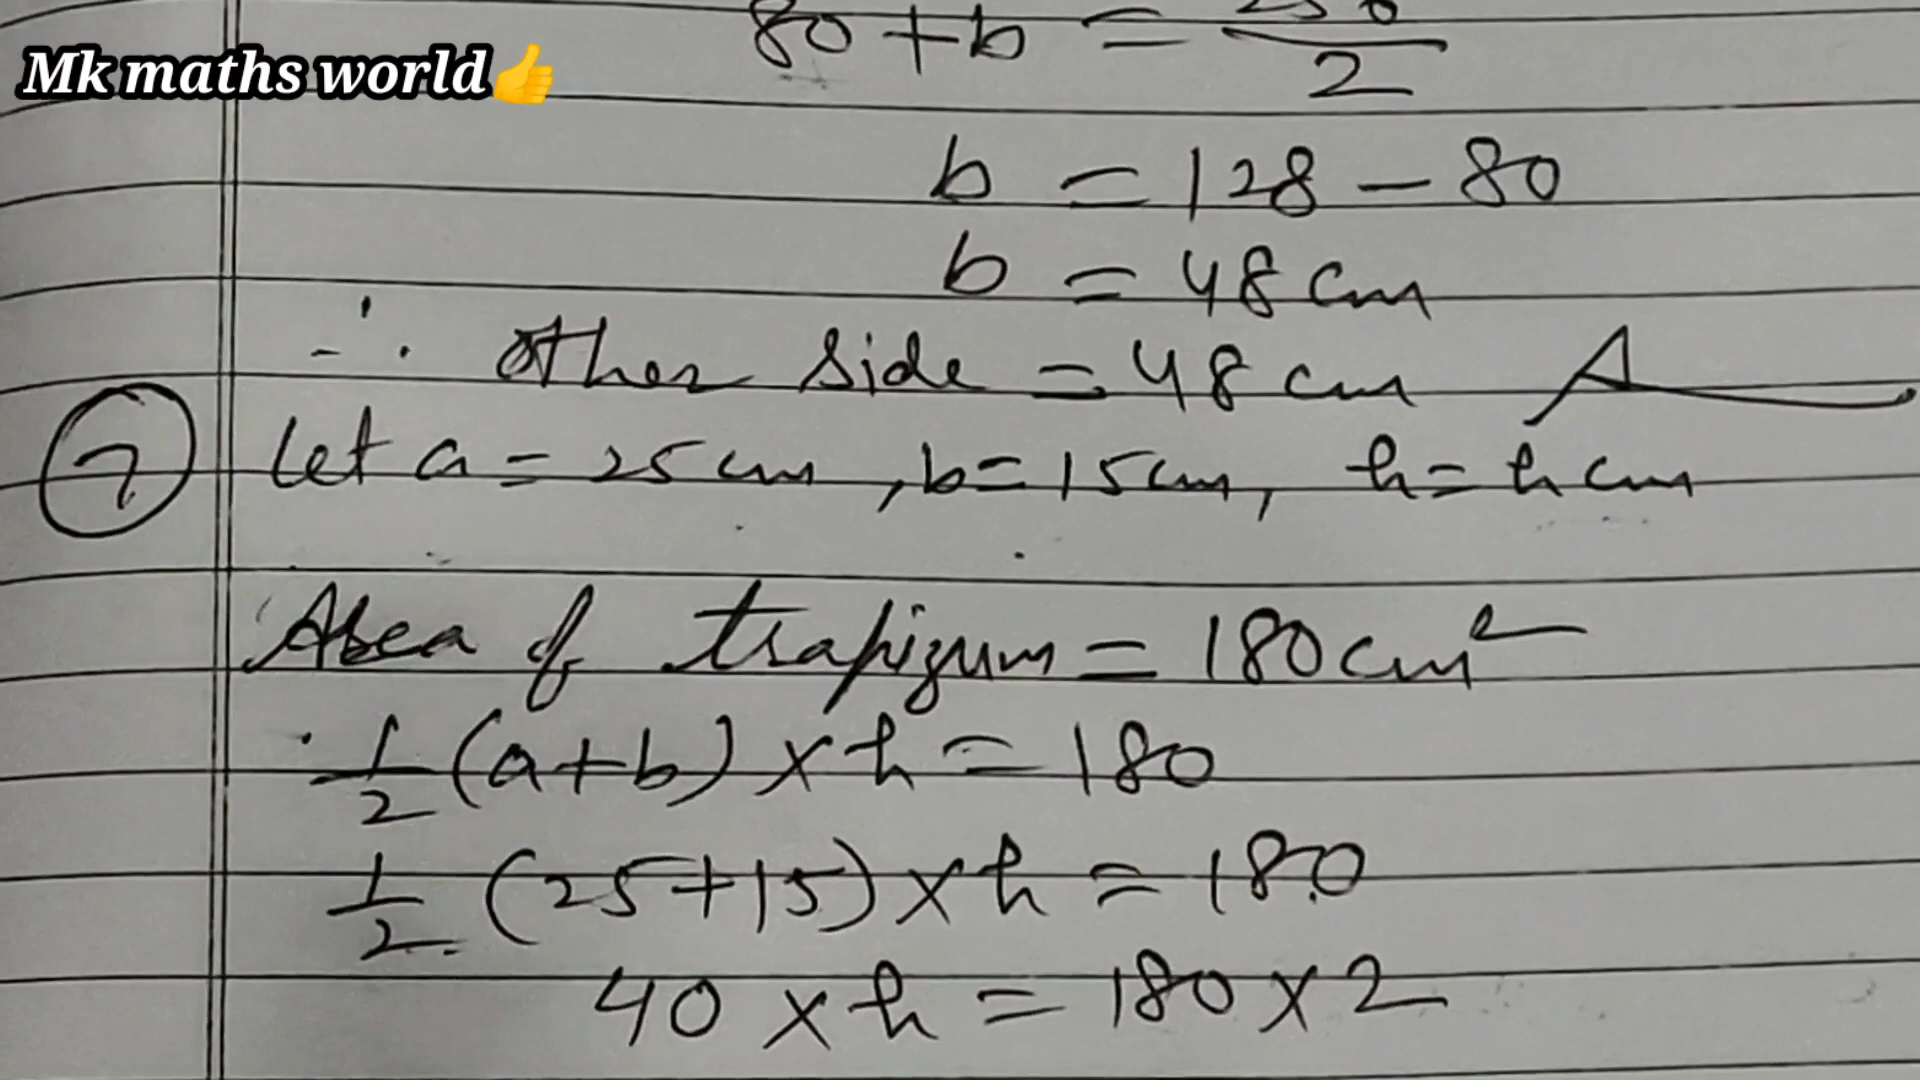 80 + b = 256/2
Mk maths world👍
b = 128 - 80
b = 48 cm
∴ other side = 48 cm A
7 Let a = 25 cm, b = 15 cm, h = h cm
Area of trapizum = 180 cm²
1/2 (a+b) × h = 180
1/2 (25+15) × h = 180
40 × h = 180 × 2